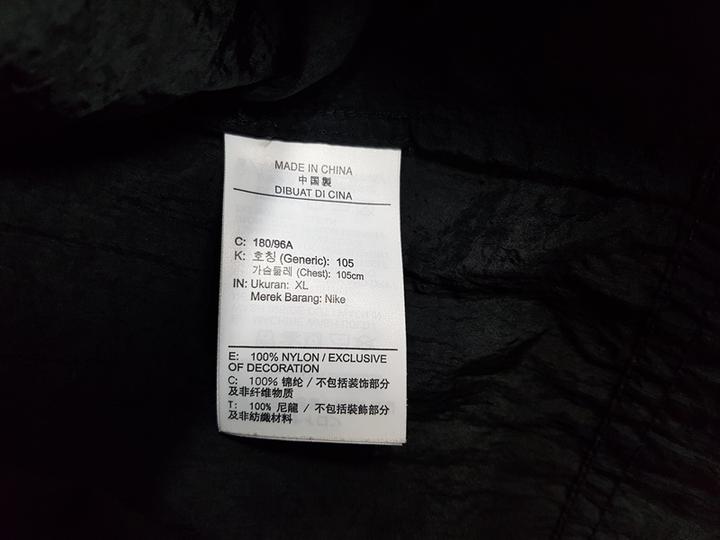 MADE IN CHINA
中国製
DIBUAT DI CINA
C: 180/96A
K: 호칭 (Generic): 105
가슴둘레 (Chest): 105cm
IN: Ukuran: XL
Merek Barang: Nike
E: 100% NYLON / EXCLUSIVE
OF DECORATION
C: 100% 锦纶 / 不包括装饰部分
及非纤维物质
T: 100% 尼龍 / 不包括裝飾部分
及非紡織材料